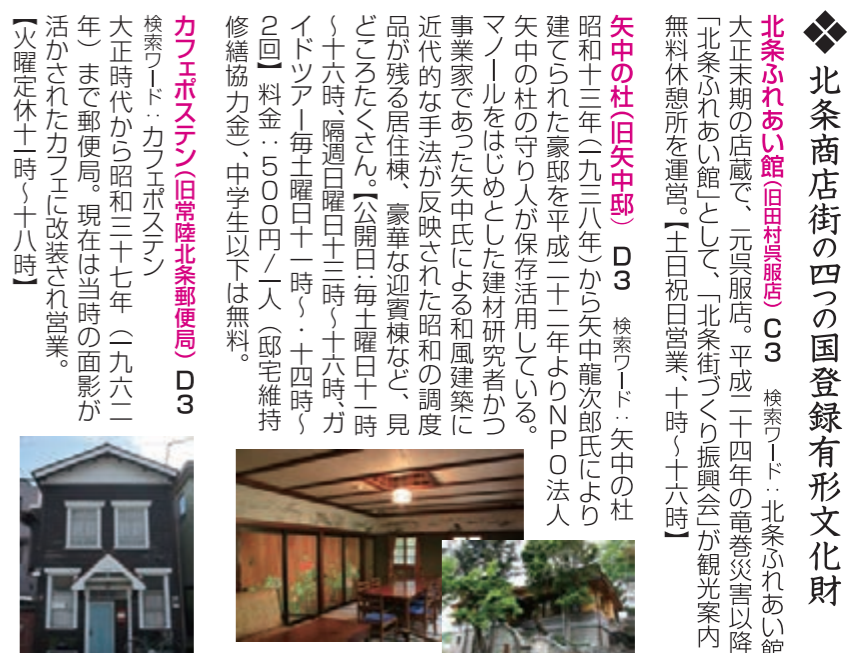 ❖北条商店街の四つの国登録有形文化財
北条ふれあい館(旧田村呉服店) C3 検索ワード:北条ふれあい館
大正末期の店蔵で、元呉服店。平成二十四年の竜巻災害以降
「北条ふれあい館」として、「北条街づくり振興会」が観光案内
無料休憩所を運営。【土日祝日営業、十時～十六時】
矢中の杜(旧矢中邸) D3 検索ワード:矢中の杜
昭和十三年(一九三八年)から矢中龍次郎氏により
建てられた豪邸を平成二十二年よりNPO法人
矢中の杜の守り人が保存活用している。
マノールをはじめとした建材研究者かつ
事業家であった矢中氏による和風建築に
近代的な手法が反映された昭和の調度
品が残る居住棟、豪華な迎賓棟など、見
どころたくさん。【公開日:毎土曜日十一時
～十六時、隔週日曜日十三時～十六時、ガ
イドツアー毎土曜日十一時～・十四時～
2回】料金:500円/一人(邸宅維持
修繕協力金)、中学生以下は無料。
カフェポステン(旧常陸北条郵便局) D3
検索ワード:カフェポステン
大正時代から昭和三十七年(一九六二
年)まで郵便局。現在は当時の面影が
活かされたカフェに改装され営業。
【火曜定休十一時～十八時】